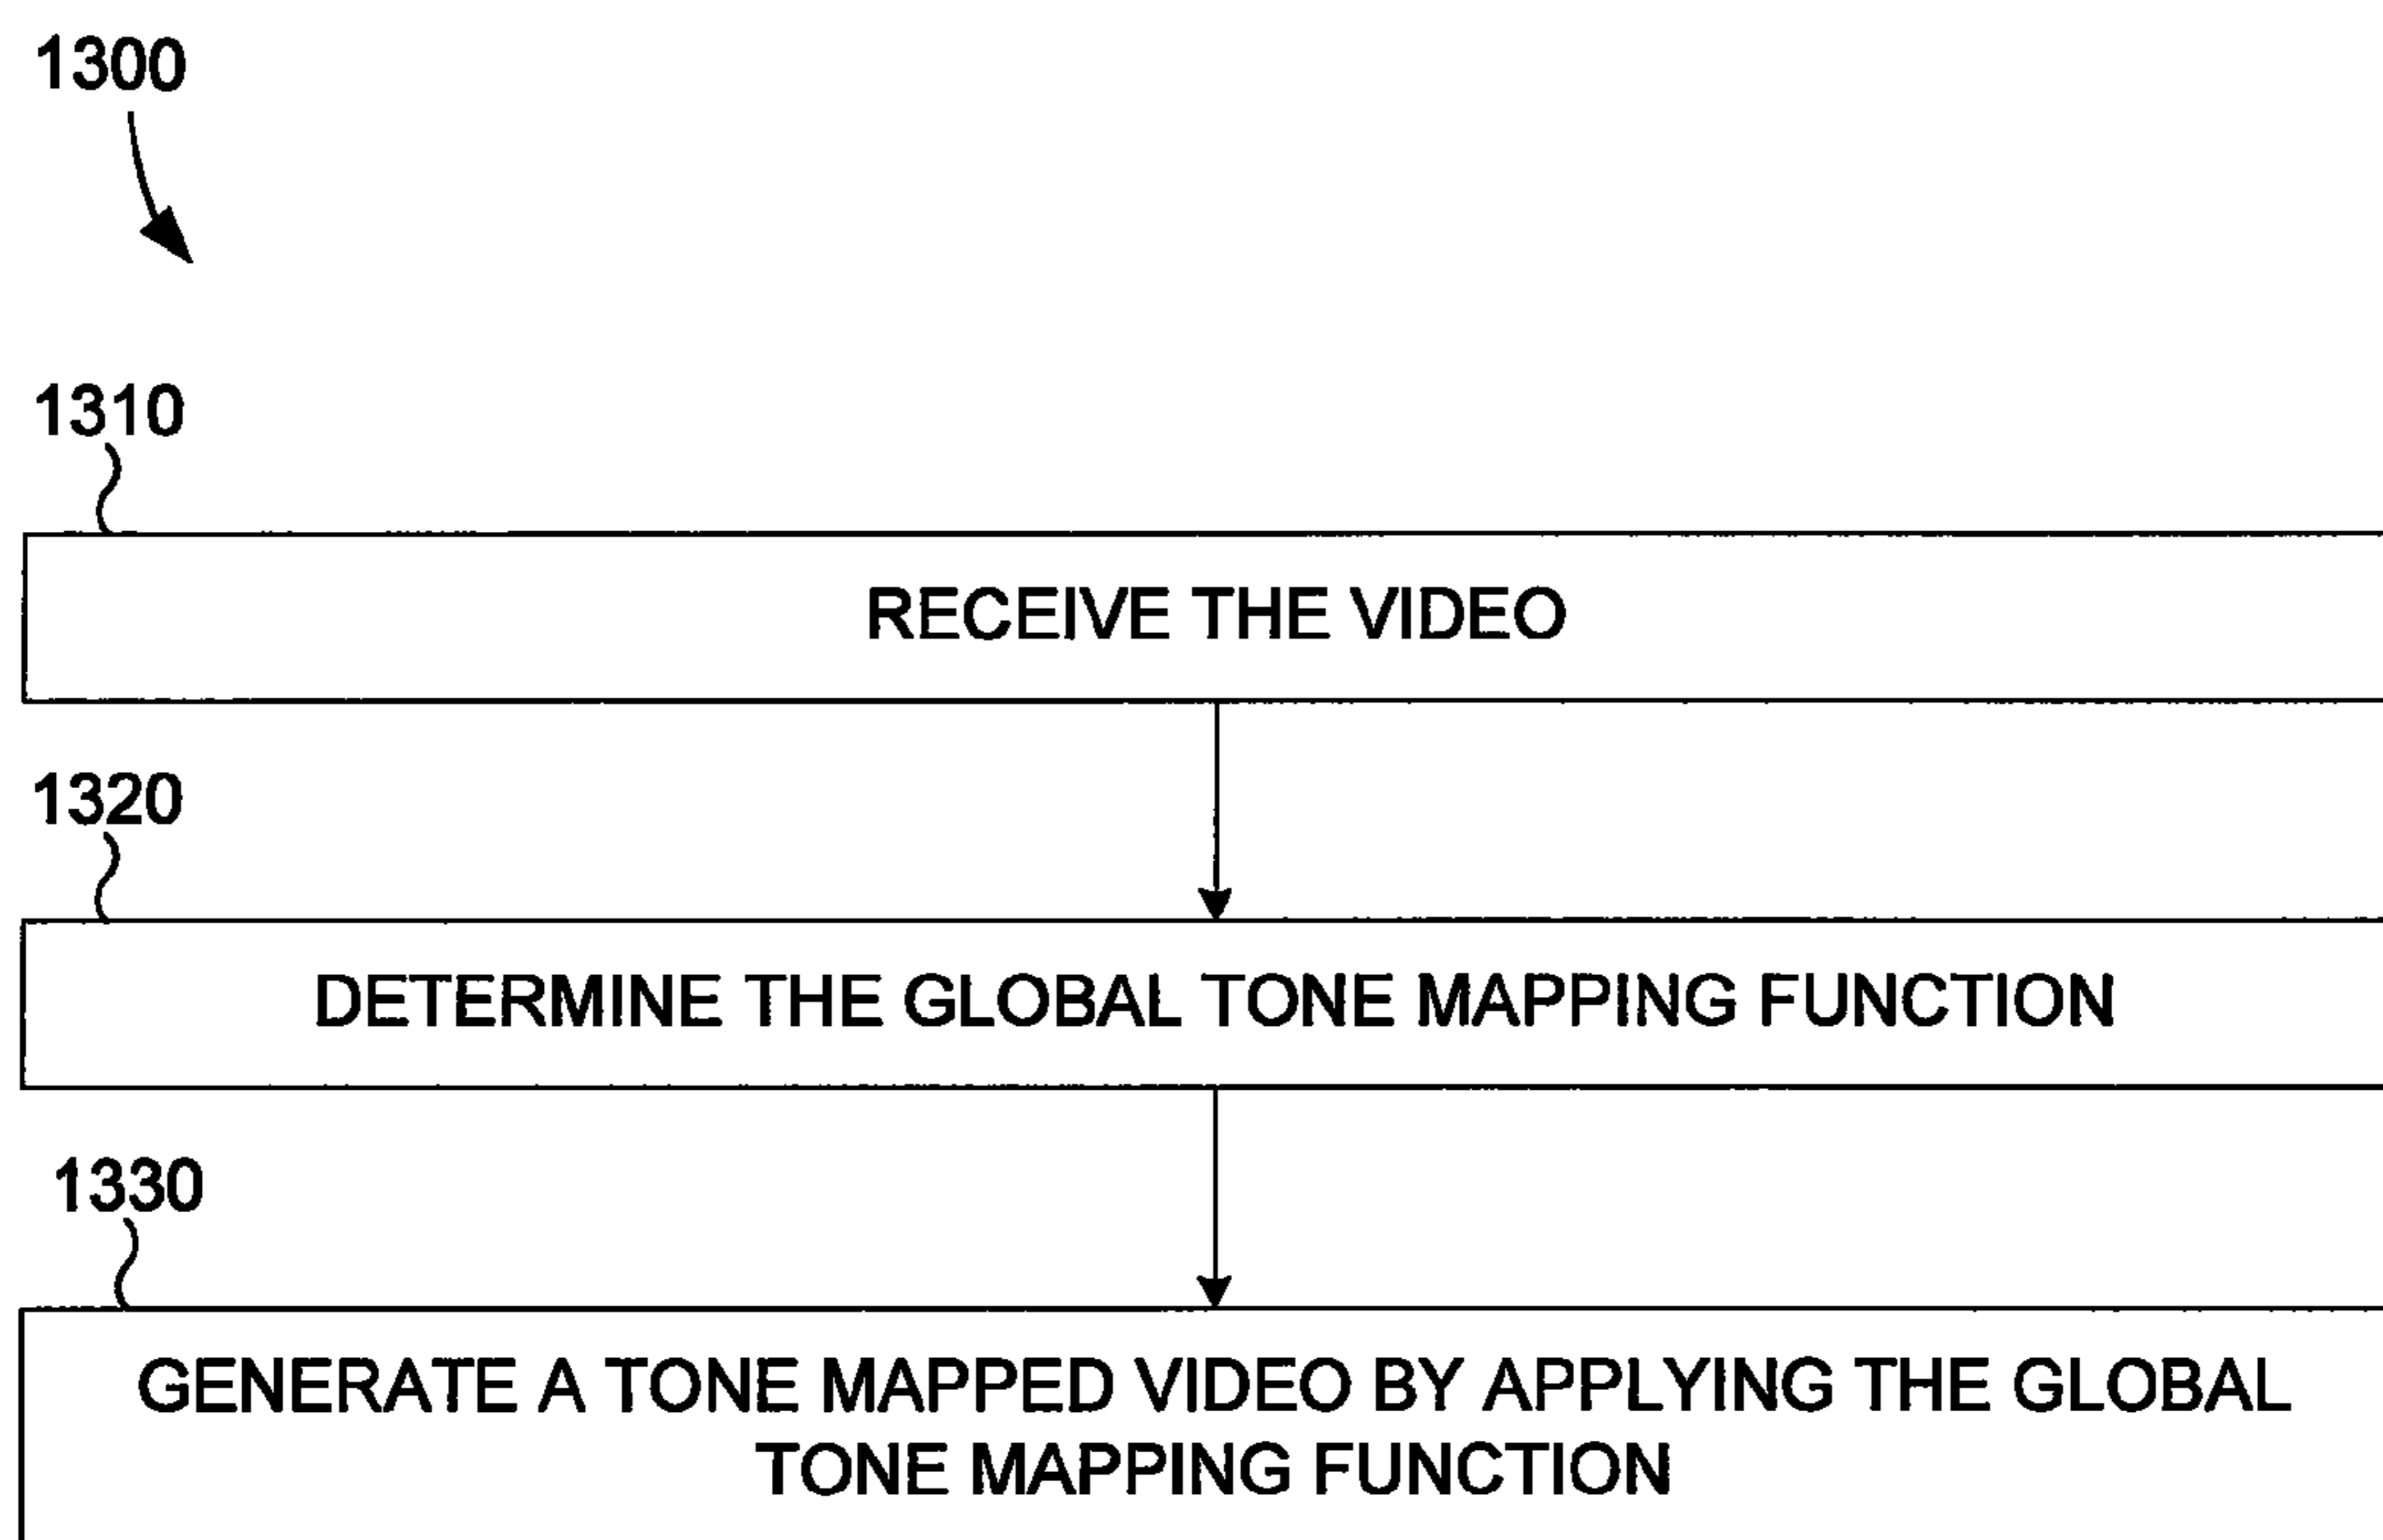 1300
1310
RECEIVE THE VIDEO
1320
DETERMINE THE GLOBAL TONE MAPPING FUNCTION
1330
GENERATE A TONE MAPPED VIDEO BY APPLYING THE GLOBAL
TONE MAPPING FUNCTION